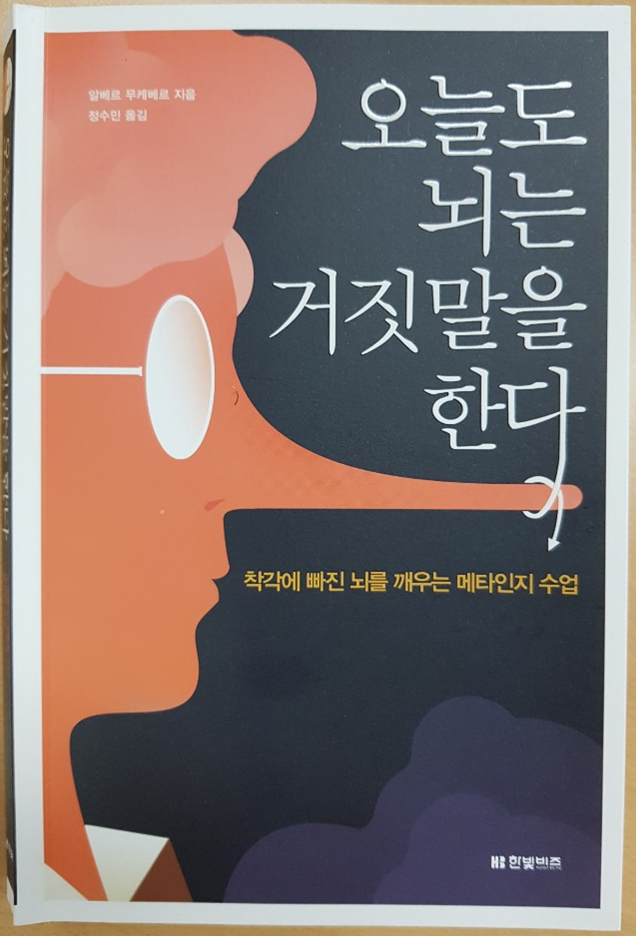 알베르 무케베르 지음
정수민 옮김
오늘도
뇌는
거짓말을
한다
착각에 빠진 뇌를 깨우는 메타인지 수업
HB 한빛비즈